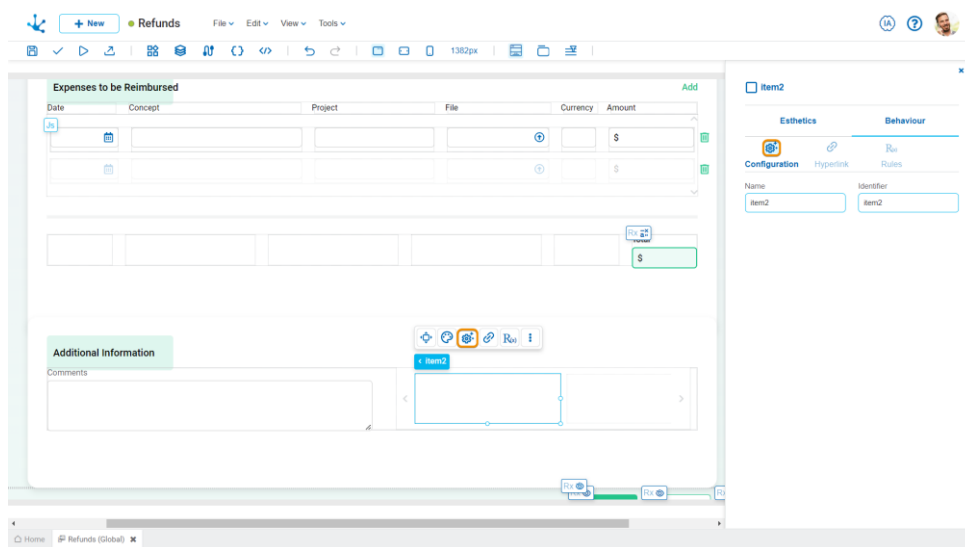 + New
Refunds
File
Edit
View
Tools
IA
?
1382px
Expenses to be Reimbursed
Add
Date
Concept
Project
File
Currency
Amount
Js
$
$
Rx
Total
$
item2
Esthetics
Behaviour
Configuration
Hyperlink
Rules
Name
Identifier
item2
item2
Additional Information
‹ item2
Comments
Rx
Rx
Rx
Rx
Home
Refunds (Global)